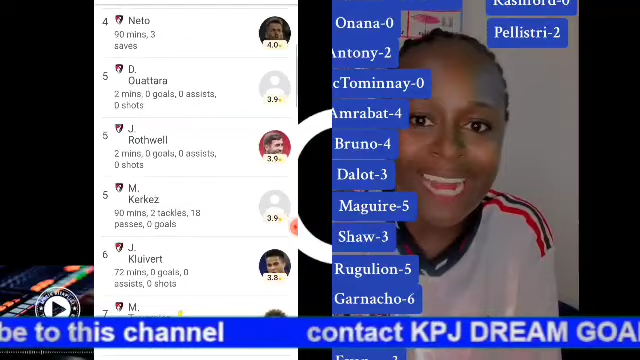 4 Neto
90 mins, 3
saves
4.0
5 D.
Ouattara
2 mins, 0 goals, 0 assists,
0 shots
3.9
5 J.
Rothwell
2 mins, 0 goals, 0 assists,
0 shots
3.9
5 M.
Kerkez
90 mins, 2 tackles, 18
passes, 0 goals
3.9
6 J.
Kluivert
72 mins, 0 goals, 0
assists, 0 shots
3.8
7 M.
Rashford-0
Onana-0
Pellistri-2
Antony-2
McTominnay-0
Amrabat-4
Bruno-4
Dalot-3
Maguire-5
Shaw-3
Rugulion-5
Garnacho-6
be to this channel contact KPJ DREAM GOA